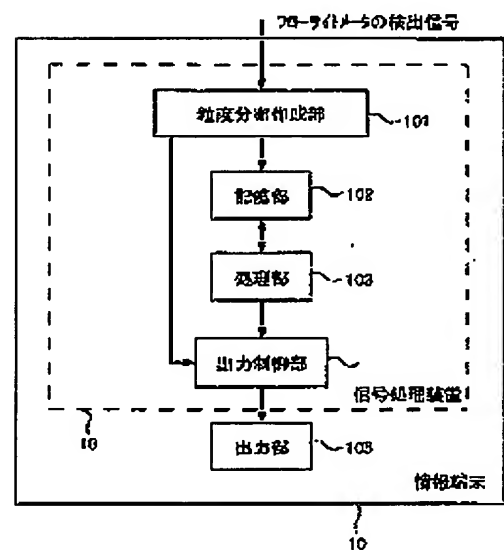 フローサイトメータの検出信号
粒度分布作成部
101
記憶部
102
処理部
103
出力制御部
信号処理装置
10
出力部
105
情報端末
10